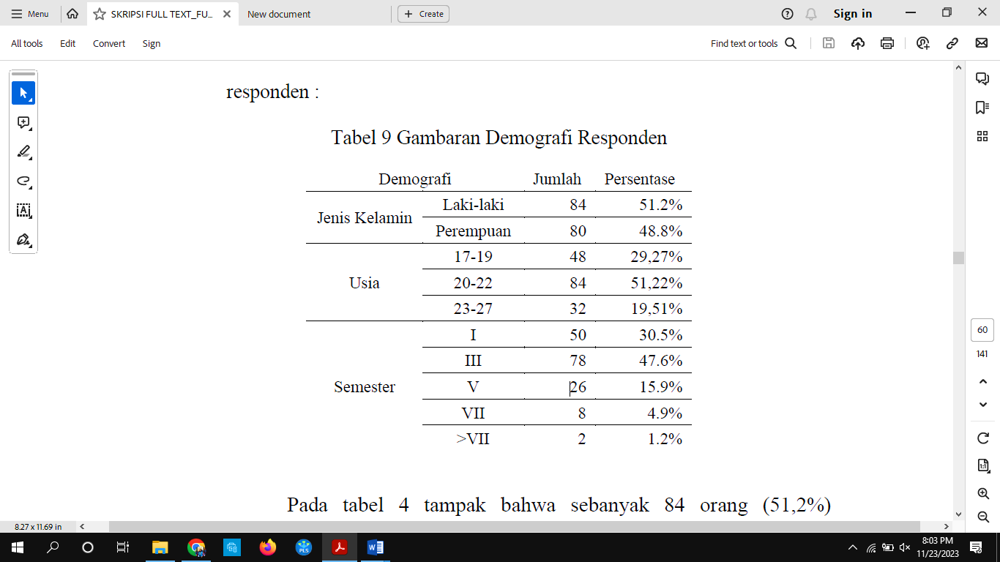 Menu
SKRIPSI FULL TEXT_FU...
New document
Create
Sign in
All tools
Edit
Convert
Sign
Find text or tools
responden :
Tabel 9 Gambaran Demografi Responden
Demografi Jumlah Persentase
Jenis Kelamin
Laki-laki 84 51.2%
Perempuan 80 48.8%
Usia
17-19 48 29,27%
20-22 84 51,22%
23-27 32 19,51%
Semester
I 50 30.5%
III 78 47.6%
V 26 15.9%
VII 8 4.9%
>VII 2 1.2%
Pada tabel 4 tampak bahwa sebanyak 84 orang (51,2%)
60
141
1:1
8.27 x 11.69 in
PLS
8:03 PM
11/23/2023